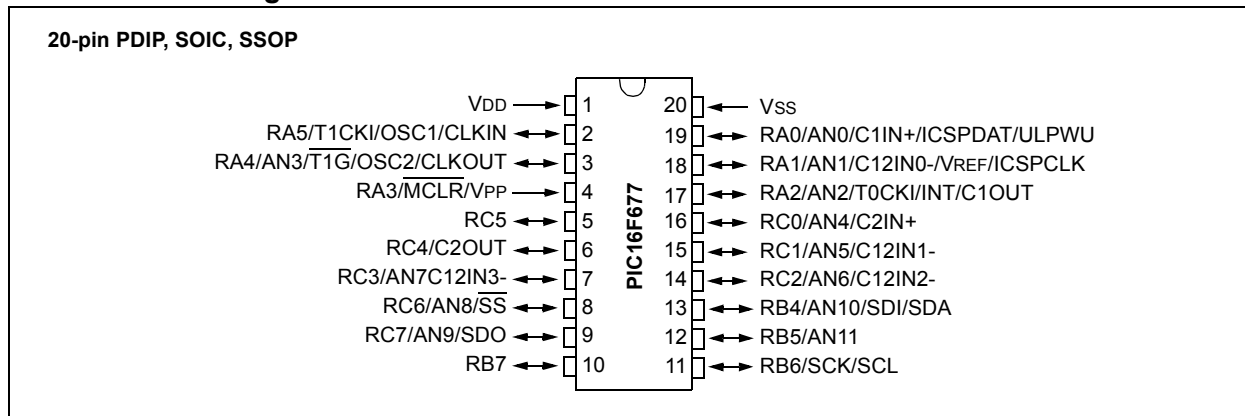 20-pin PDIP, SOIC, SSOP
VDD 1
RA5/T1CKI/OSC1/CLKIN 2
RA4/AN3/T1G/OSC2/CLKOUT 3
RA3/MCLR/VPP 4
RC5 5
RC4/C2OUT 6
RC3/AN7C12IN3- 7
RC6/AN8/SS 8
RC7/AN9/SDO 9
RB7 10
PIC16F677
20 VSS
19 RA0/AN0/C1IN+/ICSPDAT/ULPWU
18 RA1/AN1/C12IN0-/VREF/ICSPCLK
17 RA2/AN2/T0CKI/INT/C1OUT
16 RC0/AN4/C2IN+
15 RC1/AN5/C12IN1-
14 RC2/AN6/C12IN2-
13 RB4/AN10/SDI/SDA
12 RB5/AN11
11 RB6/SCK/SCL